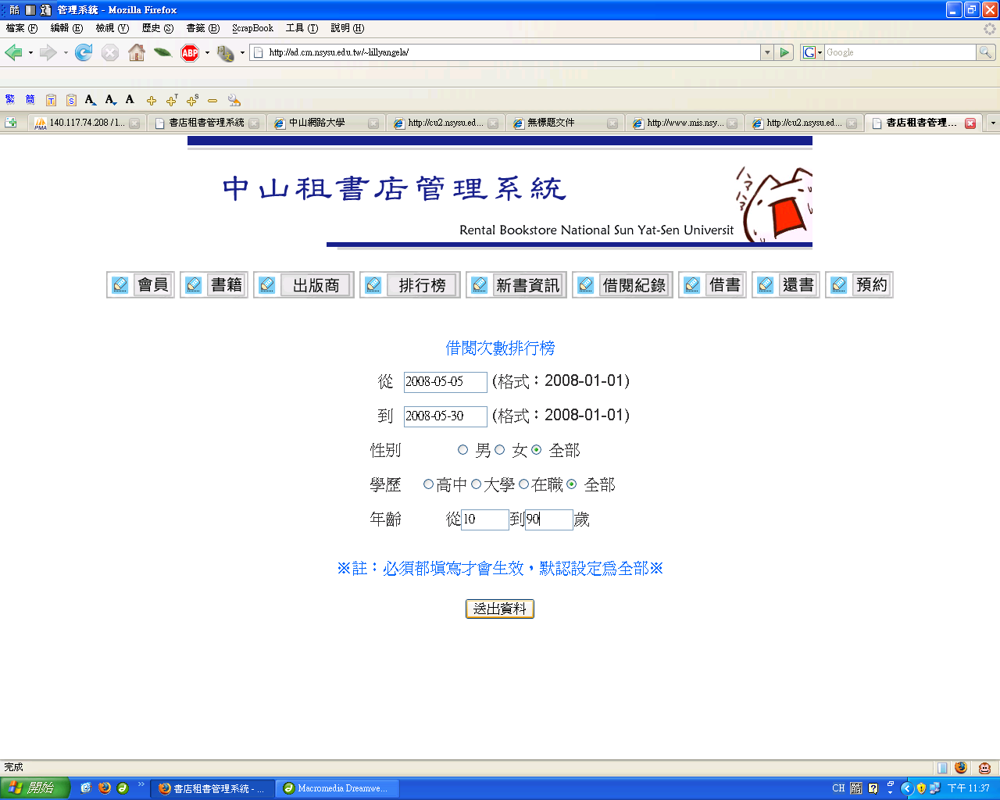 酷 管理系統 - Mozilla Firefox
檔案 (F) 編輯 (E) 檢視 (V) 歷史 (S) 書籤 (B) ScrapBook 工具 (T) 說明 (H)
ABP http://ad.cm.nsysu.edu.tw/~lillyangela/ G Google
繁 簡 T S A A A T S
PMA 140.117.74.208 / l... 書店租書管理系統 中山網路大學 http://cu2.nsysu.ed... 無標題文件 http://www.mis.nsy... http://cu2.nsysu.ed... 書店租書管理...
中山租書店管理系統
Rental Bookstore National Sun Yat-Sen Universit
會員 書籍 出版商 排行榜 新書資訊 借閱紀錄 借書 還書 預約
借閱次數排行榜
從 2008-05-05 (格式：2008-01-01)
到 2008-05-30 (格式：2008-01-01)
性別 男 女 全部
學歷 高中 大學 在職 全部
年齡 從 10 到 90 歲
※註：必須都填寫才會生效，默認設定為全部※
送出資料
完成
開始 書店租書管理系統 - ... Macromedia Dreamwe... CH 酷 下午 11:37